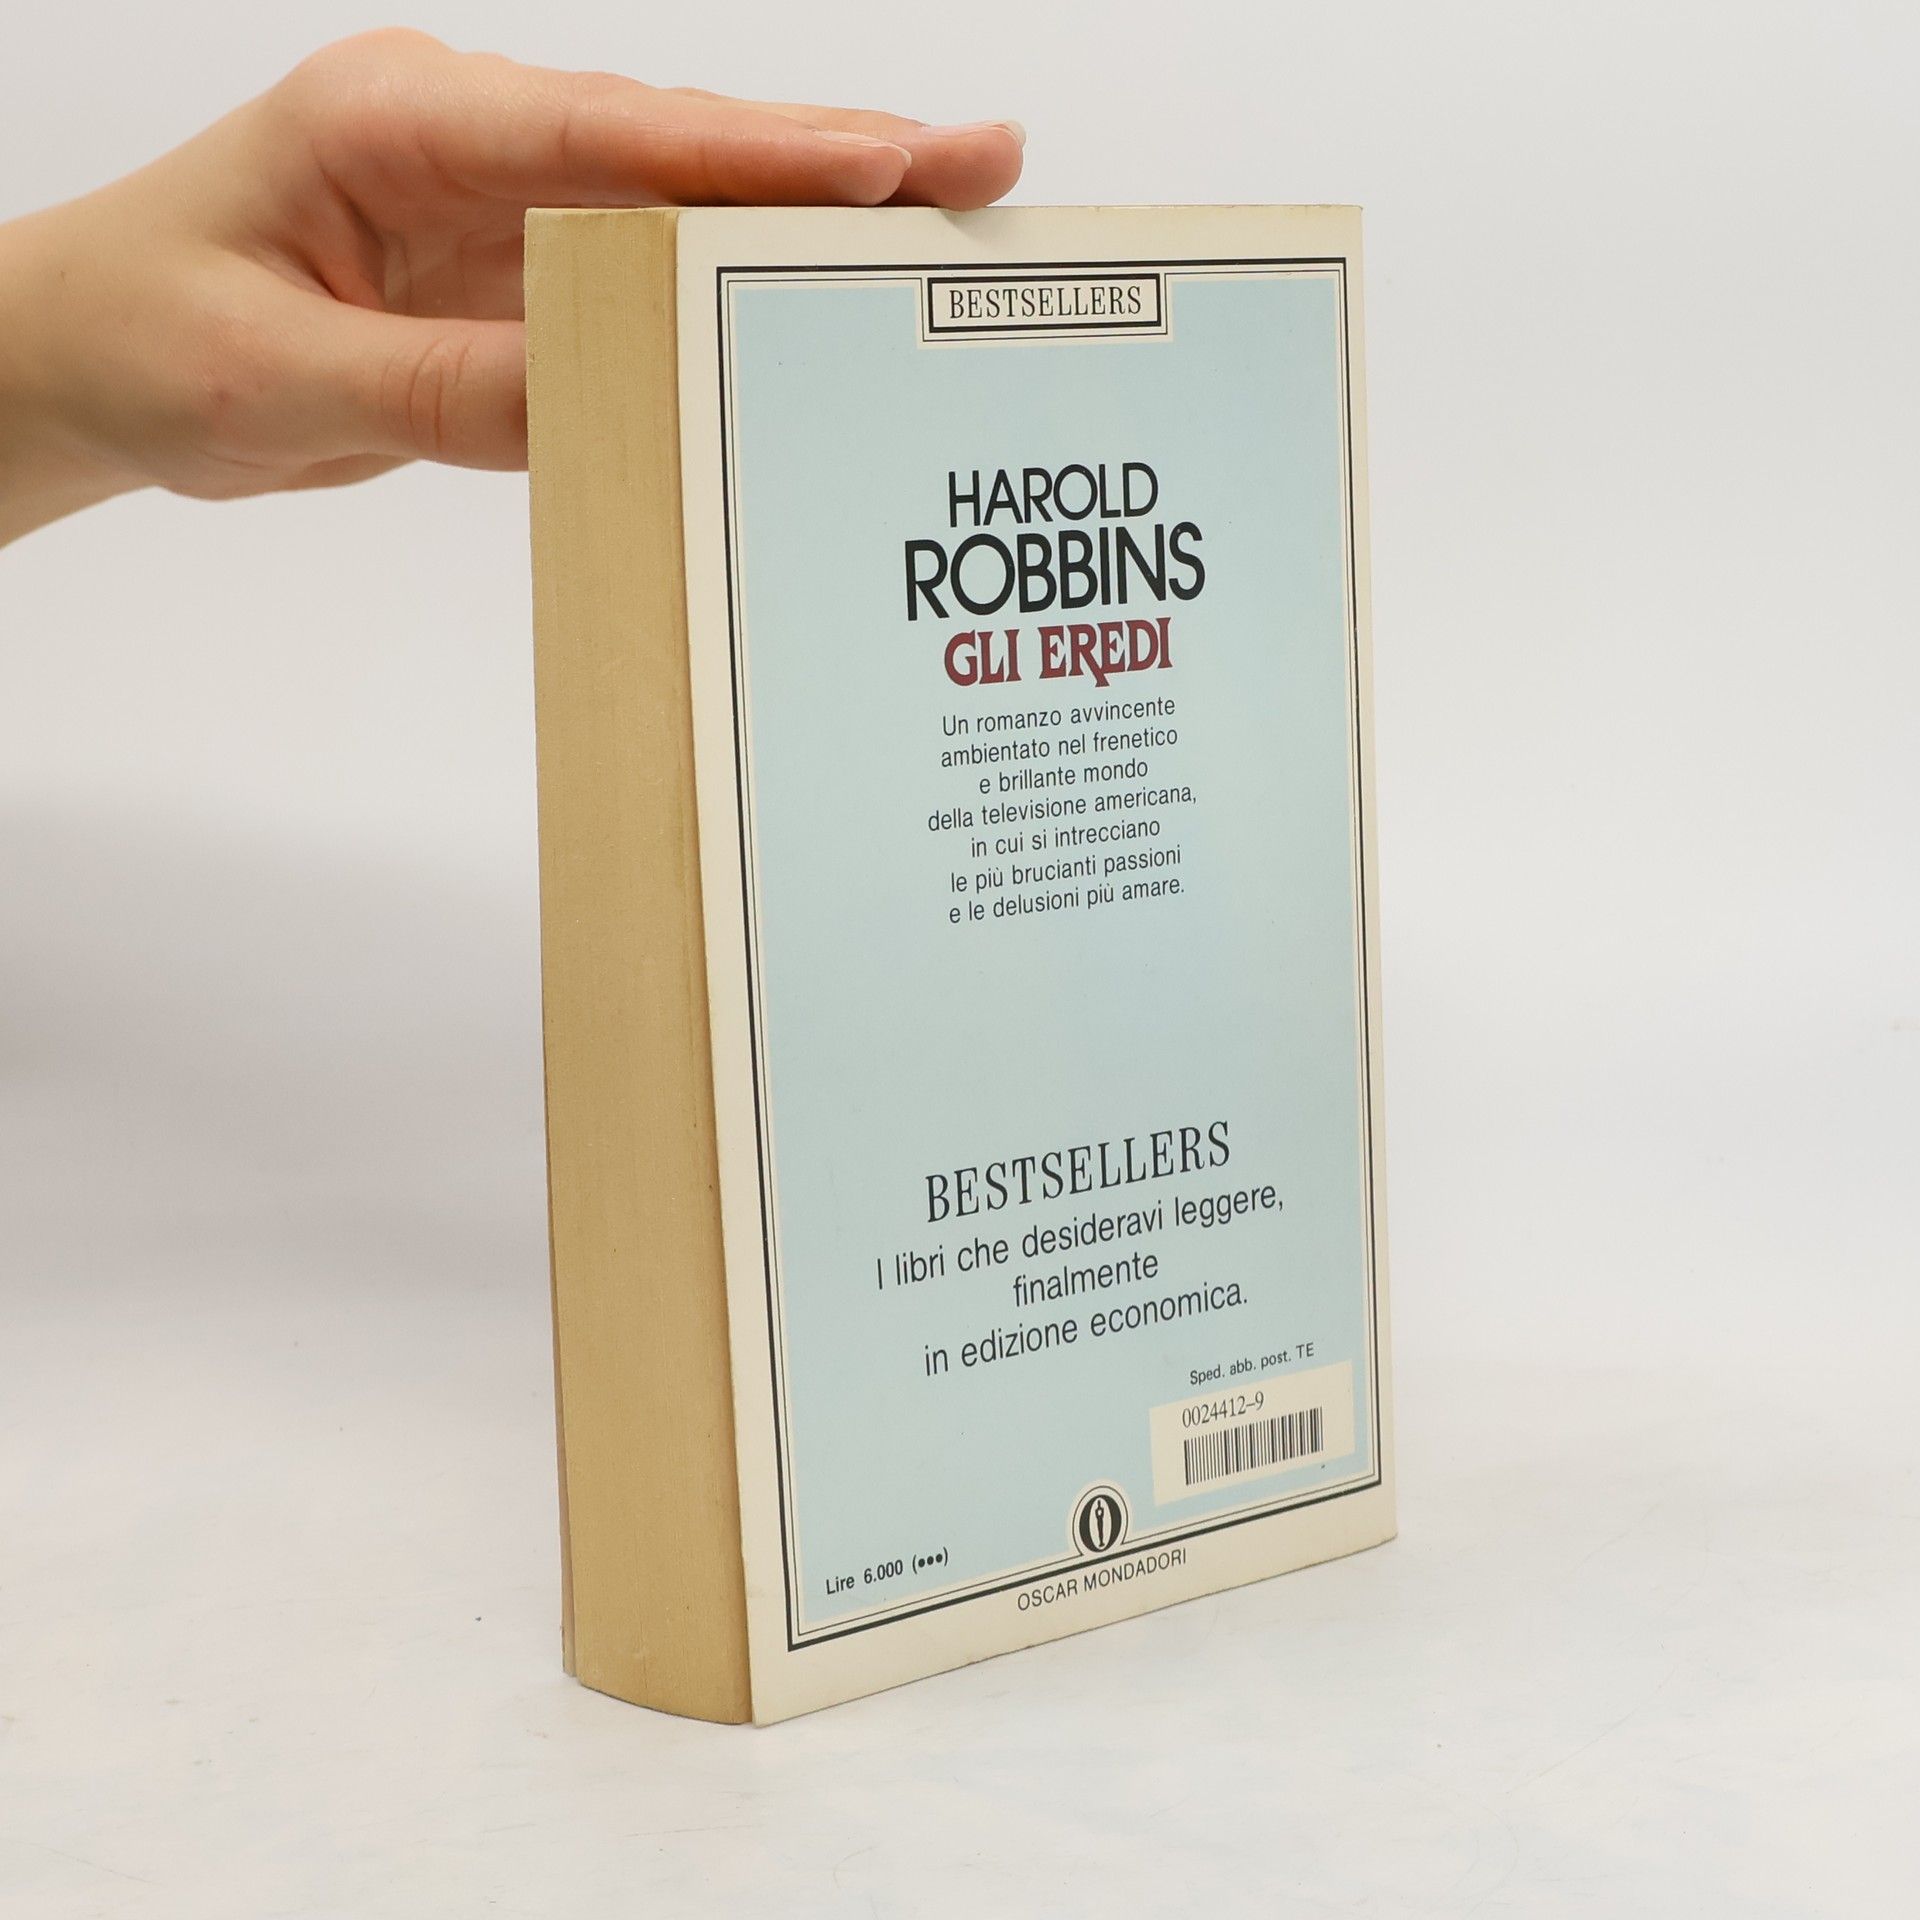 BESTSELLERS
HAROLD
ROBBINS
GLI EREDI
Un romanzo avvincente
ambientato nel frenetico
e brillante mondo
della televisione americana,
in cui si intrecciano
le più brucianti passioni
e le delusioni più amare.
BESTSELLERS
I libri che desideravi leggere,
finalmente
in edizione economica.
Sped. abb. post. TE
0024412-9
Lire 6.000 (•••)
OSCAR MONDADORI